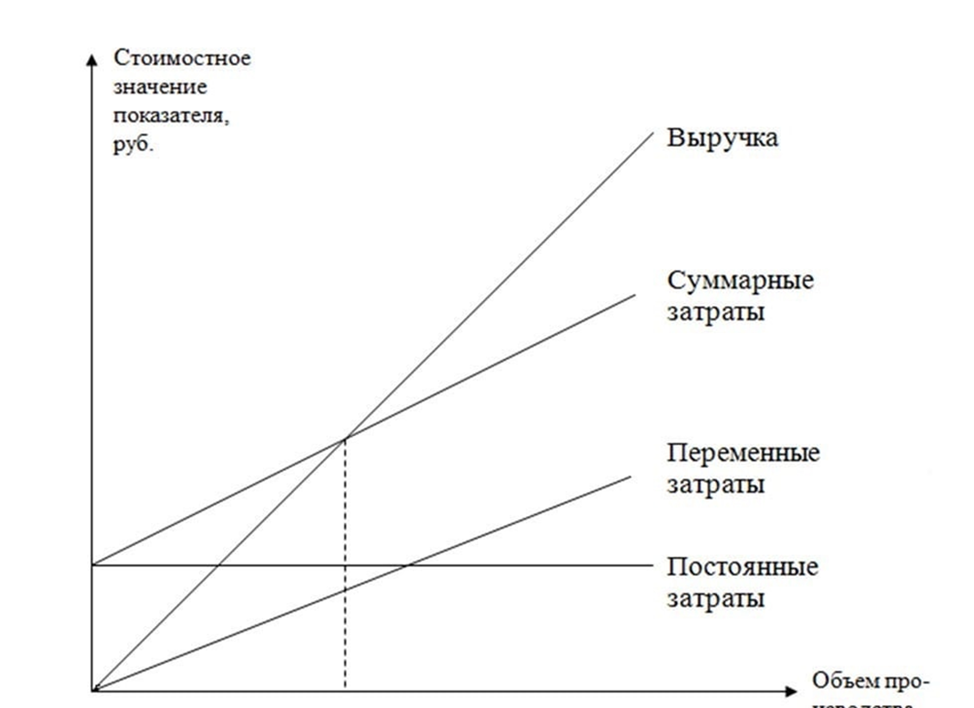 Стоимостное
значение
показателя,
руб.
Выручка
Суммарные
затраты
Переменные
затраты
Постоянные
затраты
Объем про-